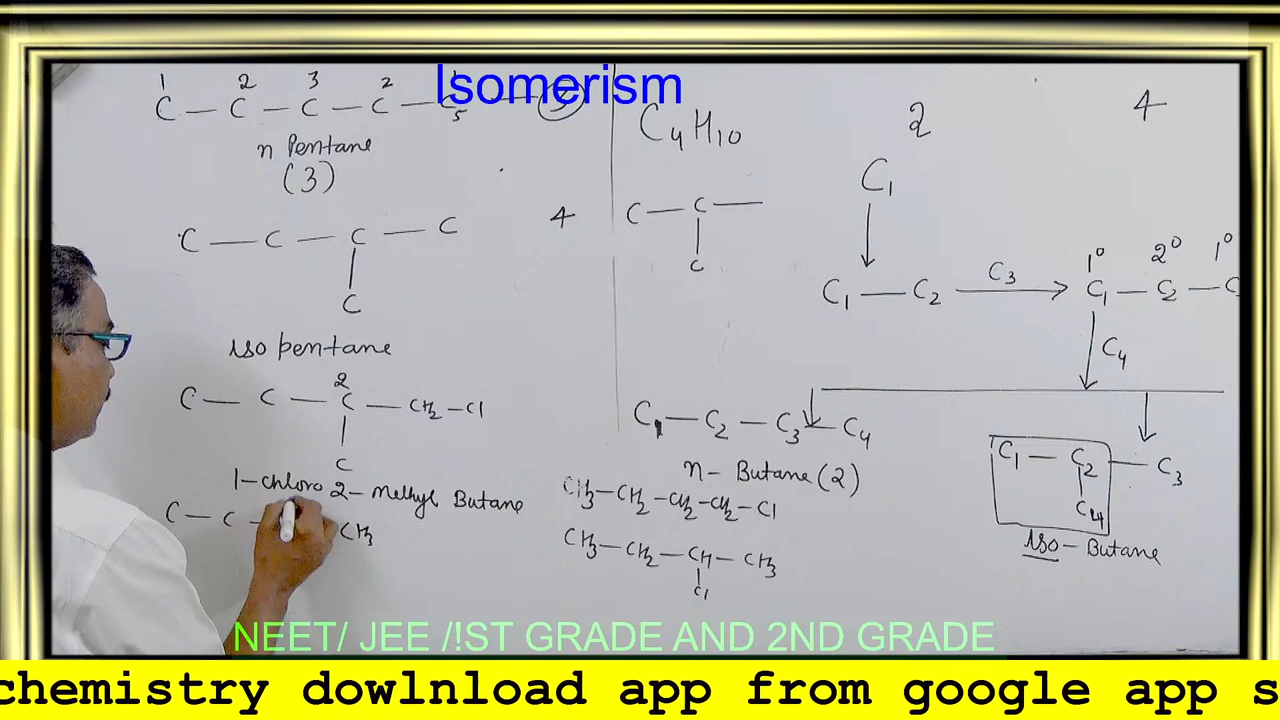 Isomerism
1 2 3 2 1
C — C — C — C — C5 — 3
n Pentane
(3)
C — C — C — C
C
4
Iso pentane
2
C — C — C — CH2 — Cl
C
1-chloro 2-Methyl Butane
C — C — CH3
C4H10
2
4
C — C —
C
C1
C1 — C2 C3 1° 2° 1°
C1 — C2 — C
C4
C1 — C2 — C3 — C4
n - Butane (2)
CH3 — CH2 — CH2 — CH2 — Cl
CH3 — CH2 — CH — CH3
Cl
C1 — C2 — C3
C4
Iso - Butane
NEET/ JEE /!ST GRADE AND 2ND GRADE
chemistry dowlnload app from google app s